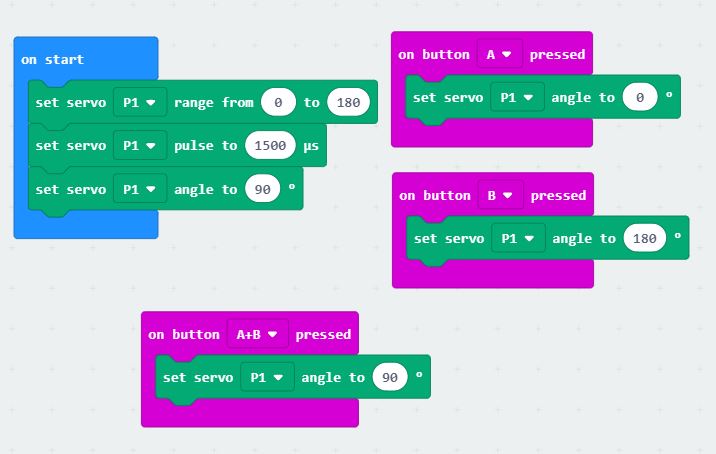 on start
set servo P1 range from 0 to 180
set servo P1 pulse to 1500 µs
set servo P1 angle to 90 °
on button A pressed
set servo P1 angle to 0 °
on button B pressed
set servo P1 angle to 180 °
on button A+B pressed
set servo P1 angle to 90 °